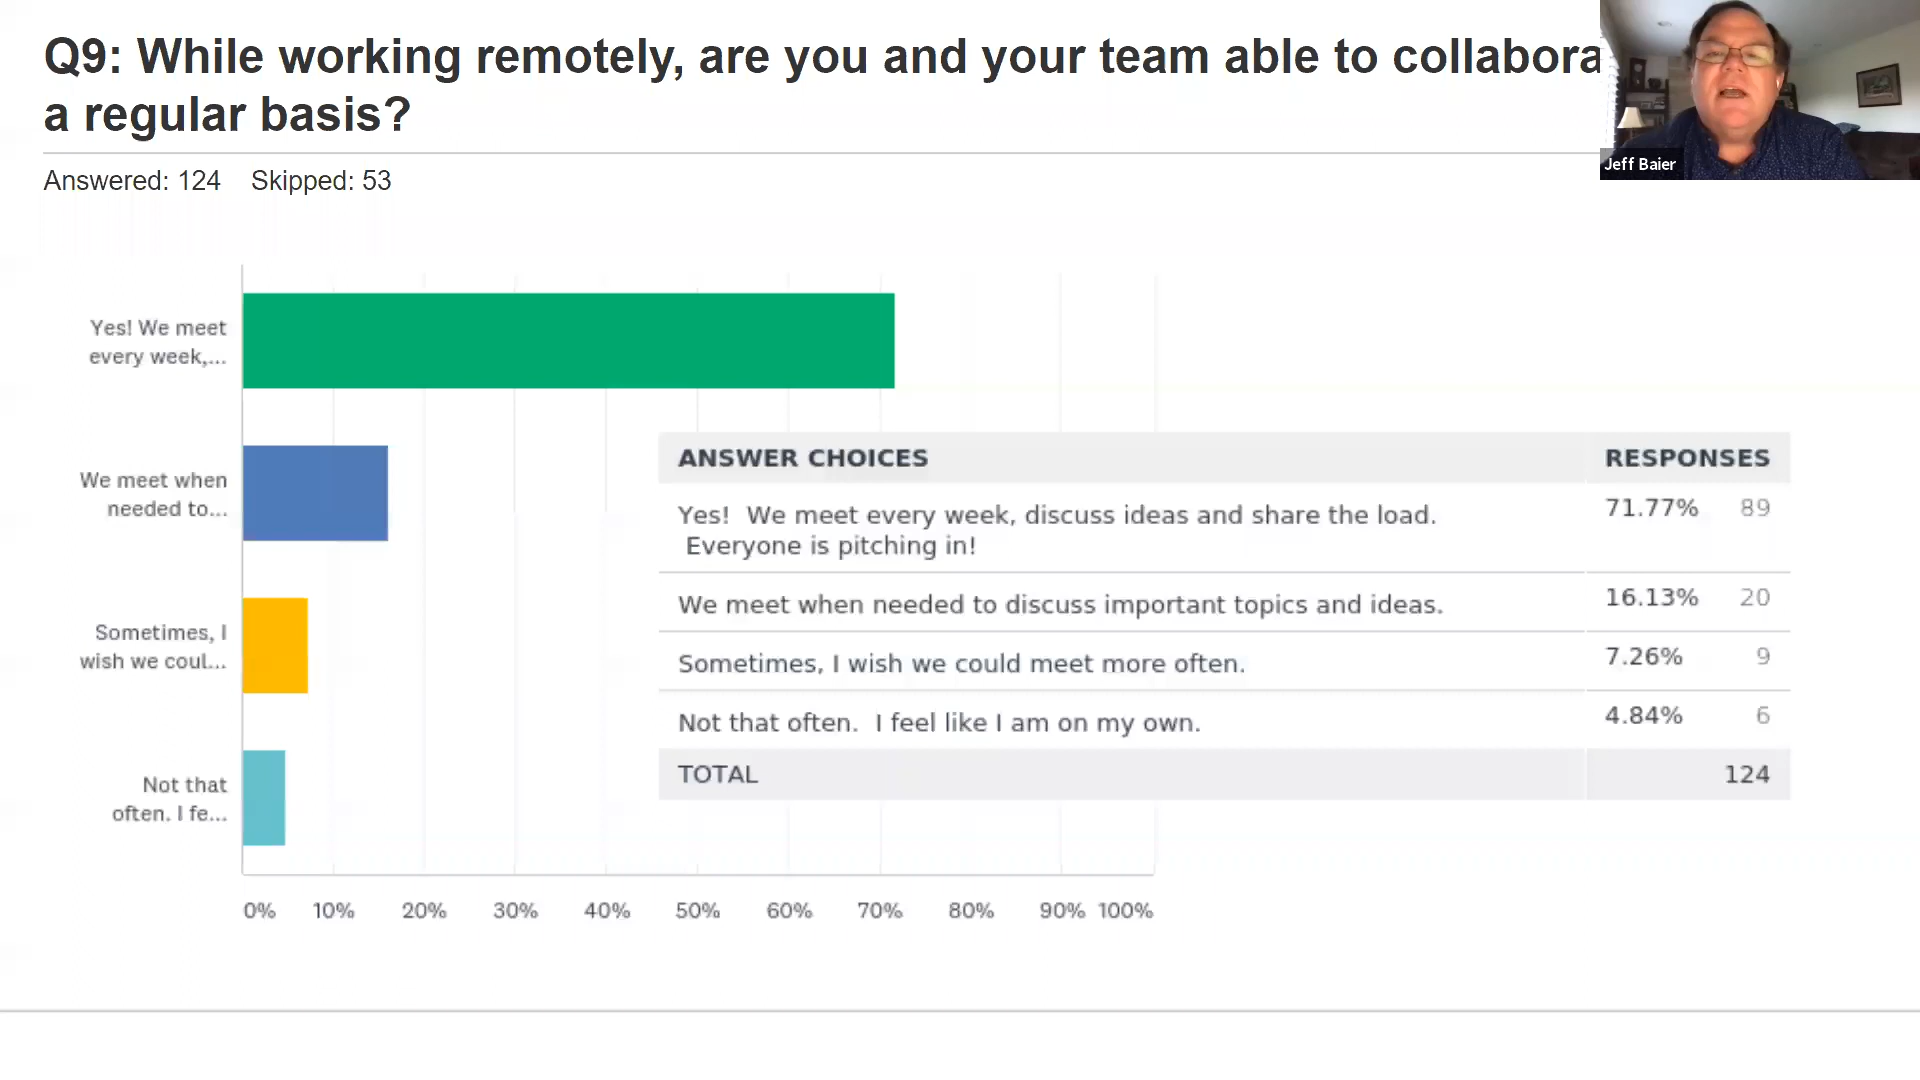 Q9: While working remotely, are you and your team able to collabora
a regular basis?
Answered: 124 Skipped: 53
Jeff Baier
Yes! We meet
every week,...
We meet when
needed to...
Sometimes, I
wish we coul...
Not that
often. I fe...
0% 10% 20% 30% 40% 50% 60% 70% 80% 90% 100%
ANSWER CHOICES RESPONSES
Yes! We meet every week, discuss ideas and share the load. 71.77% 89
Everyone is pitching in!
We meet when needed to discuss important topics and ideas. 16.13% 20
Sometimes, I wish we could meet more often. 7.26% 9
Not that often. I feel like I am on my own. 4.84% 6
TOTAL 124